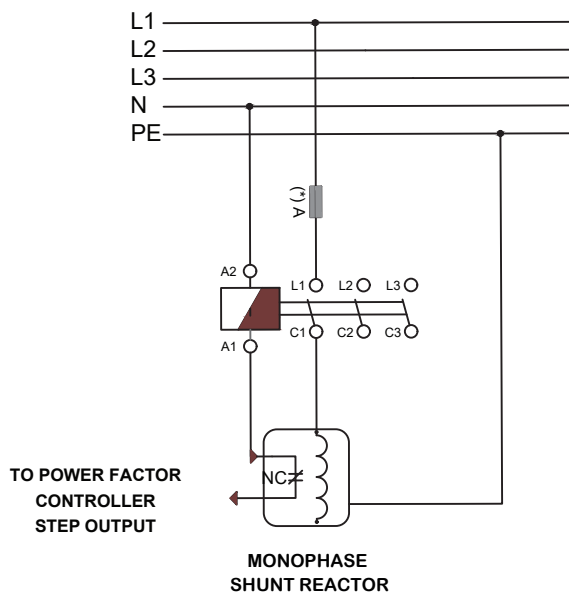 L1
L2
L3
N
PE
(*) A
A2
L1
L2
L3
A1
C1
C2
C3
NC
TO POWER FACTOR
CONTROLLER
STEP OUTPUT
MONOPHASE
SHUNT REACTOR